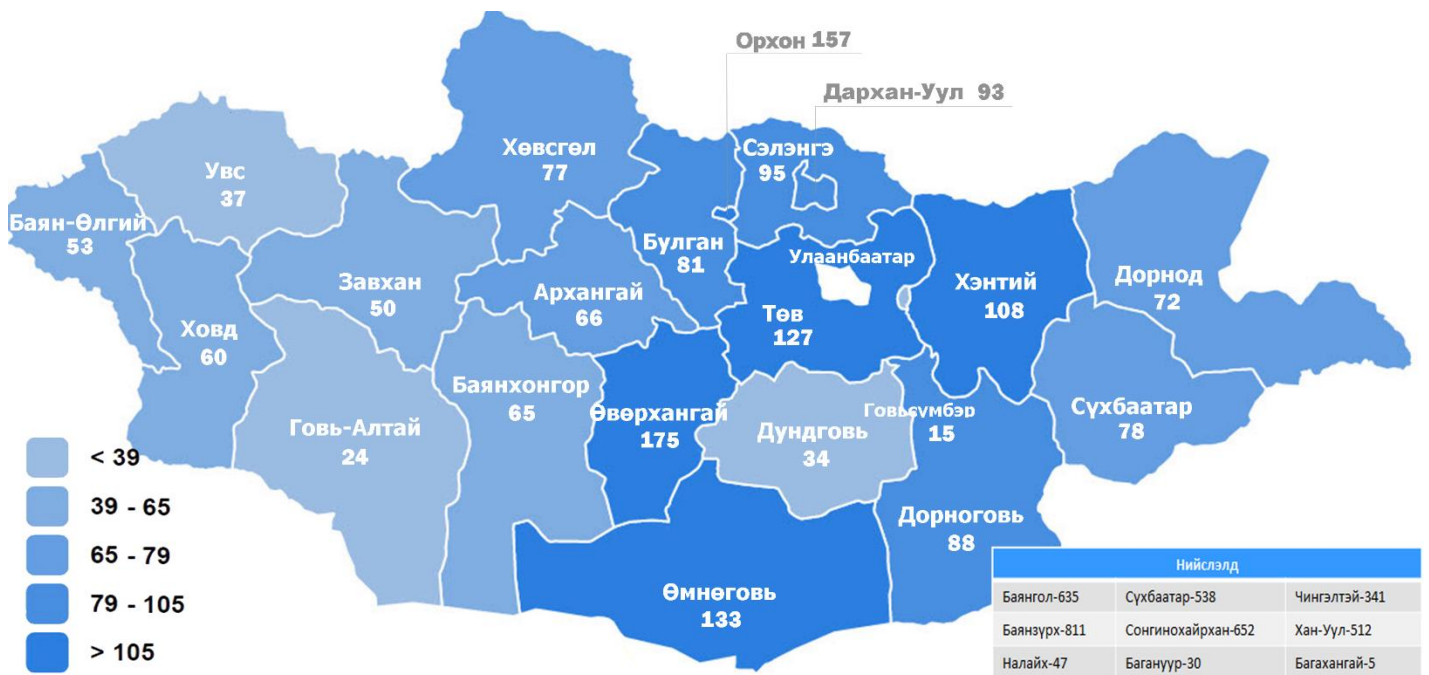 Орхон 157
Дархан-Уул 93
Хөвсгөл
77
Сэлэнгэ
95
Увс
37
Баян-Өлгий
53
Булган
81
Улаанбаатар
Завхан
50
Архангай
66
Хэнтий
108
Дорнод
72
Ховд
60
Төв
127
Баянхонгор
65
Өвөрхангай
175
Говьсүмбэр
15
Сүхбаатар
78
Говь-Алтай
24
Дундговь
34
Дорноговь
88
Өмнөговь
133
< 39
39 - 65
65 - 79
79 - 105
> 105
Нийслэлд
Баянгол-635 Сүхбаатар-538 Чингэлтэй-341
Баянзүрх-811 Сонгинохайрхан-652 Хан-Уул-512
Налайх-47 Багануур-30 Багахангай-5